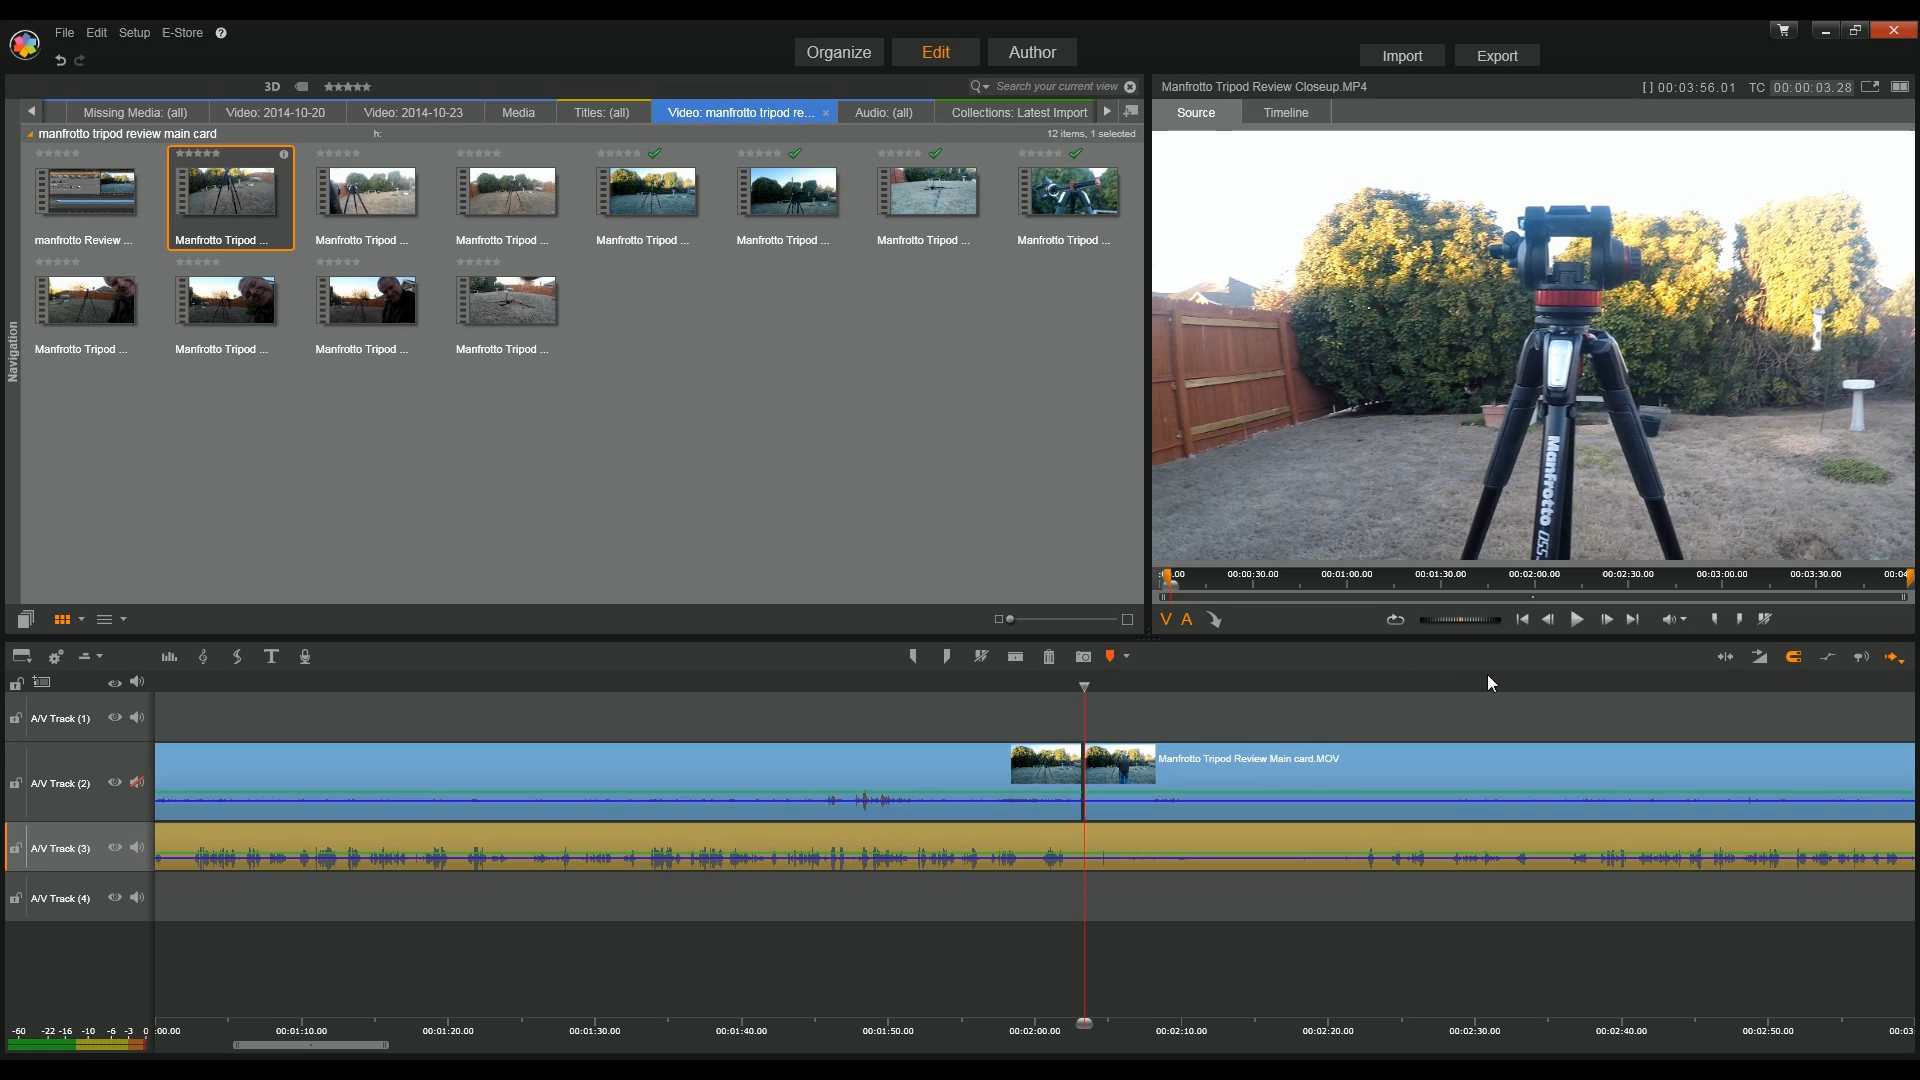 File Edit Setup E-Store ?
Organize Edit Author
Import Export
3D
Search your current view
Manfrotto Tripod Review Closeup.MP4
[ ] 00:03:56.01 TC 00:00:03.28
Missing Media: (all) Video: 2014-10-20 Video: 2014-10-23 Media Titles: (all) Video: manfrotto tripod re... × Audio: (all) Collections: Latest Import
Source Timeline
manfrotto tripod review main card h: 12 items, 1 selected
manfrotto Review ... Manfrotto Tripod ... Manfrotto Tripod ... Manfrotto Tripod ... Manfrotto Tripod ... Manfrotto Tripod ... Manfrotto Tripod ... Manfrotto Tripod ...
Manfrotto Tripod ... Manfrotto Tripod ... Manfrotto Tripod ... Manfrotto Tripod ...
Navigation
Manfrotto 055
00:00:30.00 00:01:00.00 00:01:30.00 00:02:00.00 00:02:30.00 00:03:00.00 00:03:30.00 00:04
V A
A/V Track (1)
A/V Track (2)
Manfrotto Tripod Review Main card.MOV
A/V Track (3)
A/V Track (4)
-60 -22 -16 -10 -6 -3 0
:00.00 00:01:10.00 00:01:20.00 00:01:30.00 00:01:40.00 00:01:50.00 00:02:00.00 00:02:10.00 00:02:20.00 00:02:30.00 00:02:40.00 00:02:50.00 00:03: